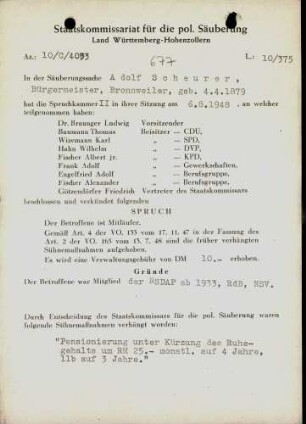 Staatskommissariat für die pol. Säuberung
Land Württemberg-Hohenzollern
Az.: 10/C/4053
677
L.: 10/375
In der Säuberungssache Adolf Scheurer,
Bürgermeister, Bronnweiler, geb. 4.4.1879
hat die Spruchkammer II in ihrer Sitzung am 6.8.1948, an welcher
teilgenommen haben:
Dr. Brauger Ludwig Vorsitzender
Baumann Thomas Beisitzer — CDU,
Wizemann Karl „ — SPD,
Hahn Wilhelm „ — DVP,
Fischer Albert jr. „ — KPD,
Frank Adolf „ — Gewerkschaften,
Engelfried Adolf „ — Berufsgruppe,
Fischer Alexander „ — Berufsgruppe,
Göttensdörfer Friedrich Vertreter des Staatskommissars
beschlossen und verkündet folgenden
SPRUCH
Der Betroffene ist Mitläufer.
Gemäß Art. 4 der VO. 133 vom 17. 11. 47 in der Fassung des
Art. 2 der VO. 165 vom 13. 7. 48 sind die früher verhängten
Sühnemaßnahmen aufgehoben.
Es wird eine Verwaltungsgebühr von DM 10.- erhoben.
Gründe
Der Betroffene war Mitglied der NSDAP ab 1933, RdB, NSV.
Durch Entscheidung des Staatskommissars für die pol. Säuberung waren
folgende Sühnemaßnahmen verhängt worden:
"Pensionierung unter Kürzung des Ruhe-
gehalts um RM 25.- monatl. auf 4 Jahre,
llb auf 3 Jahre."